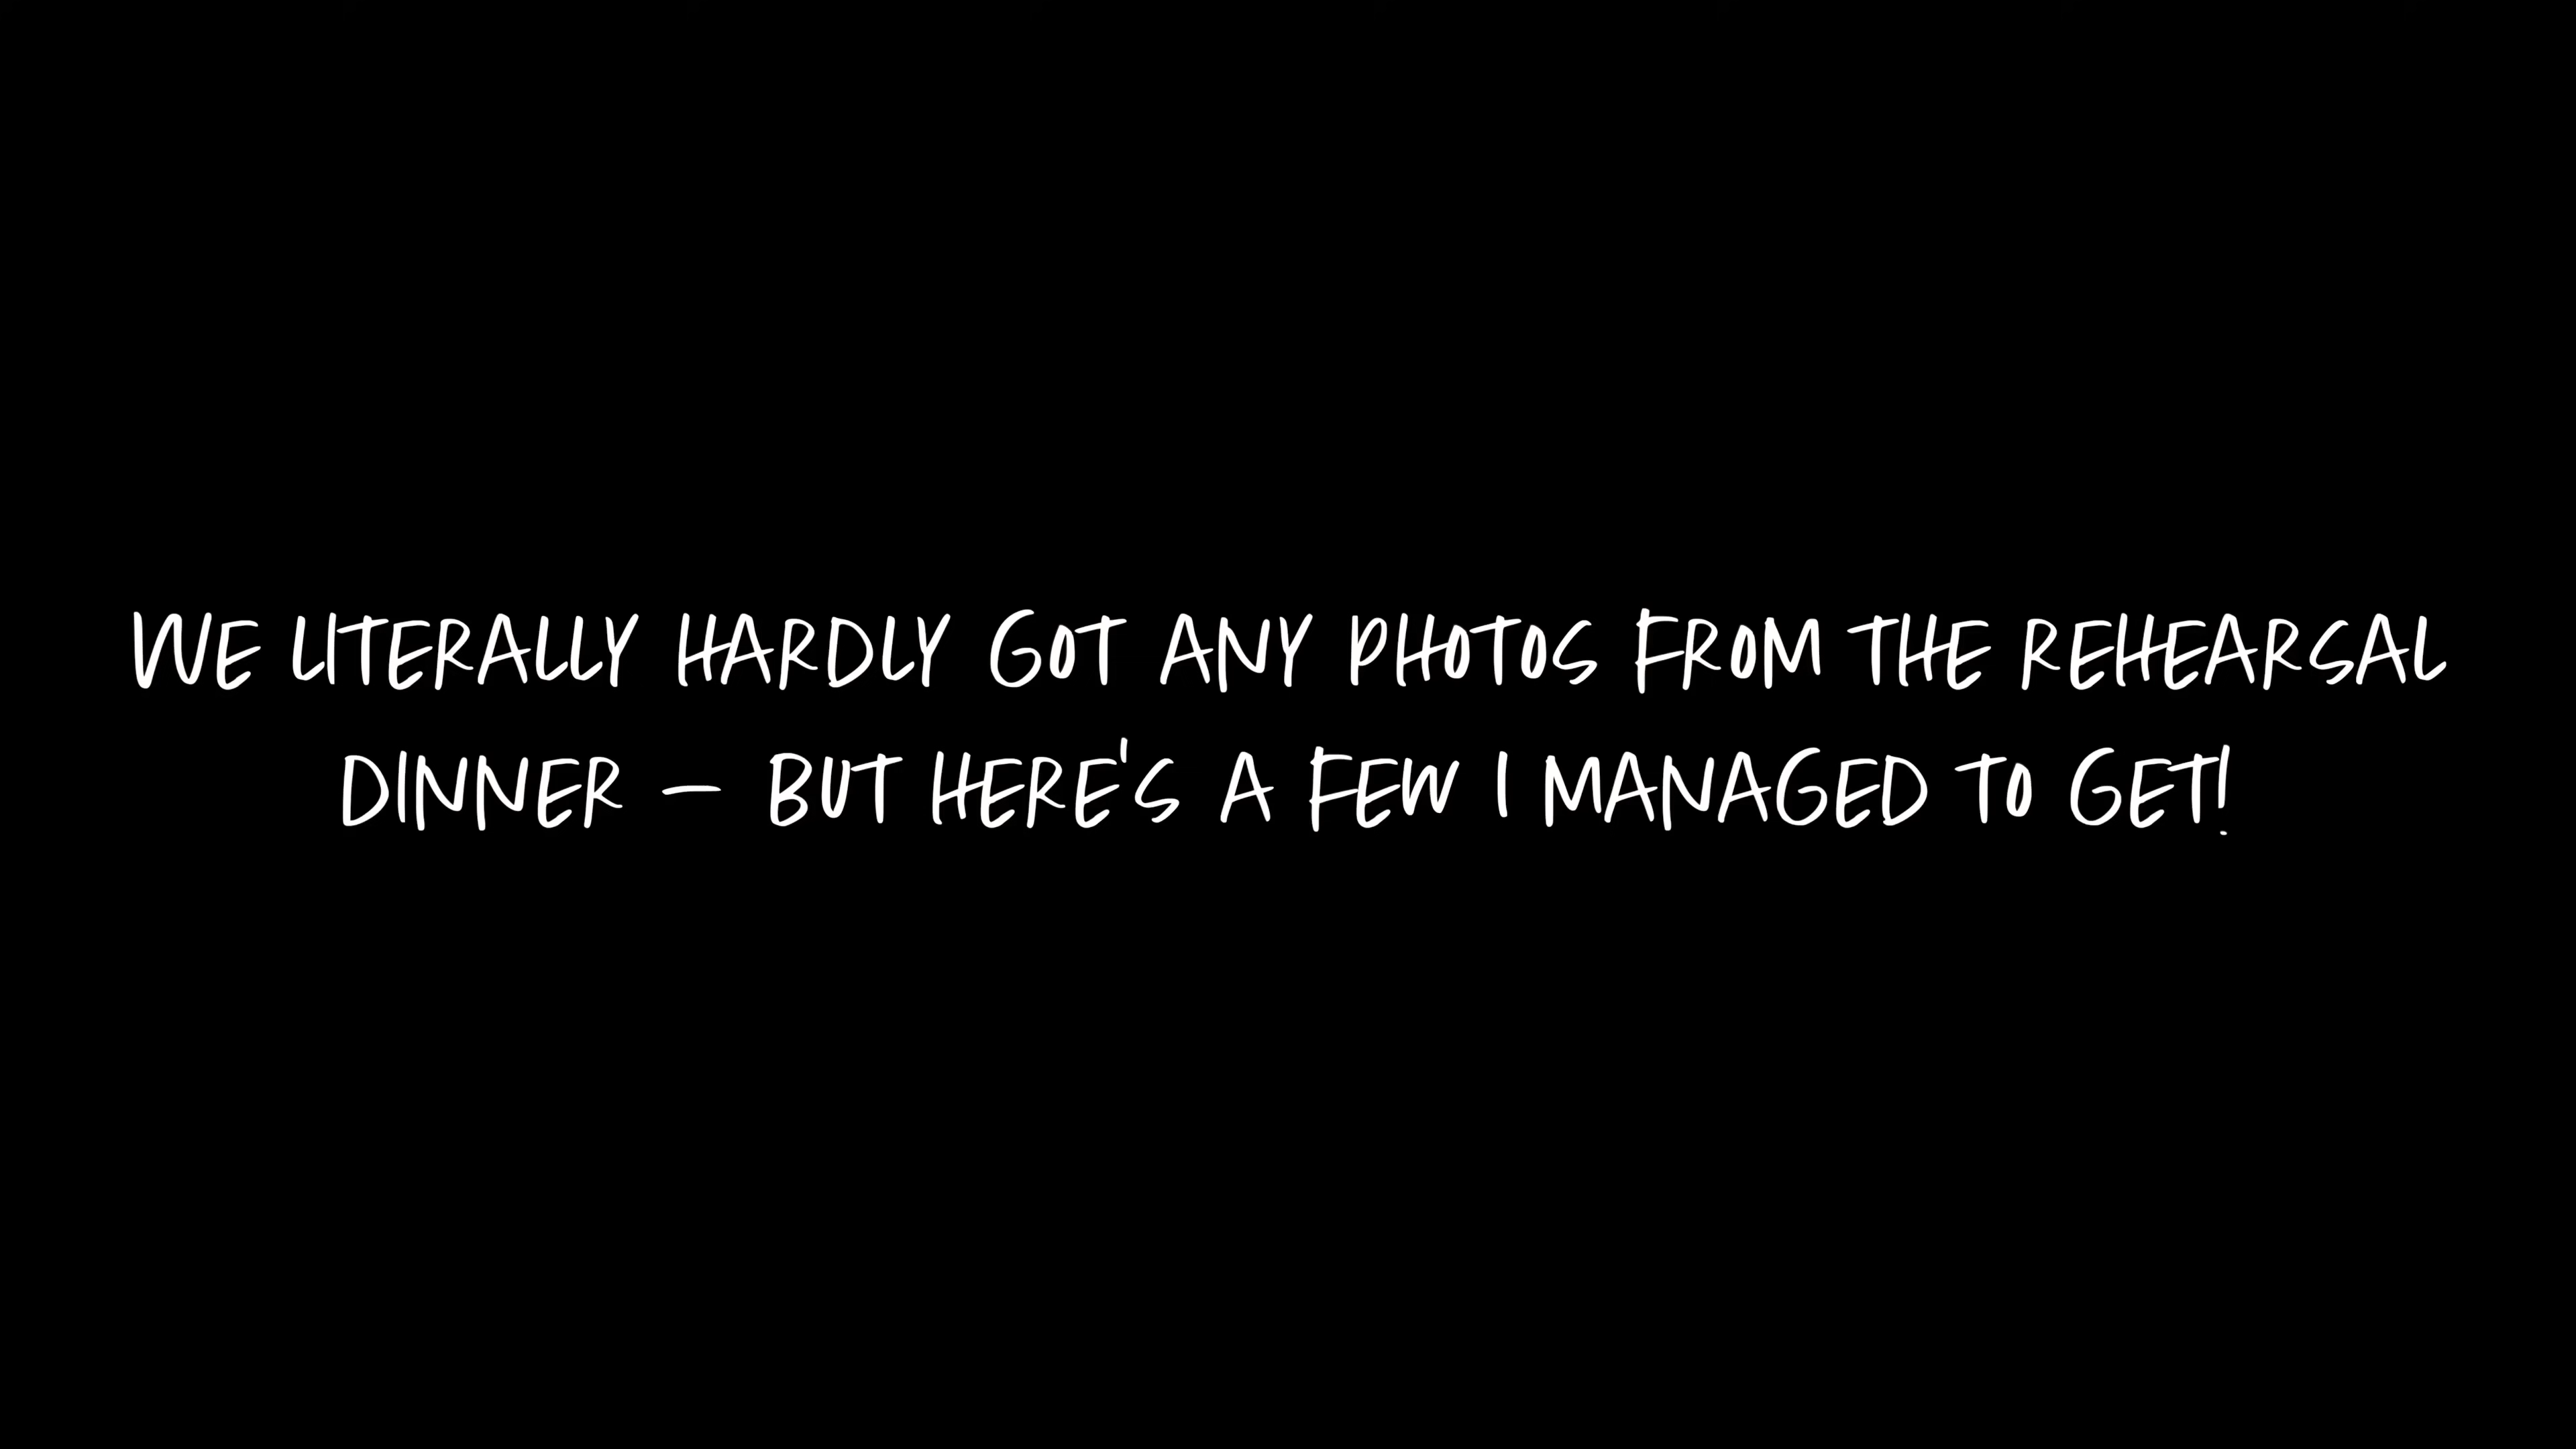 WE LITERALLY HARDLY GOT ANY PHOTOS FROM THE REHEARSAL
DINNER – BUT HERE'S A FEW I MANAGED TO GET!